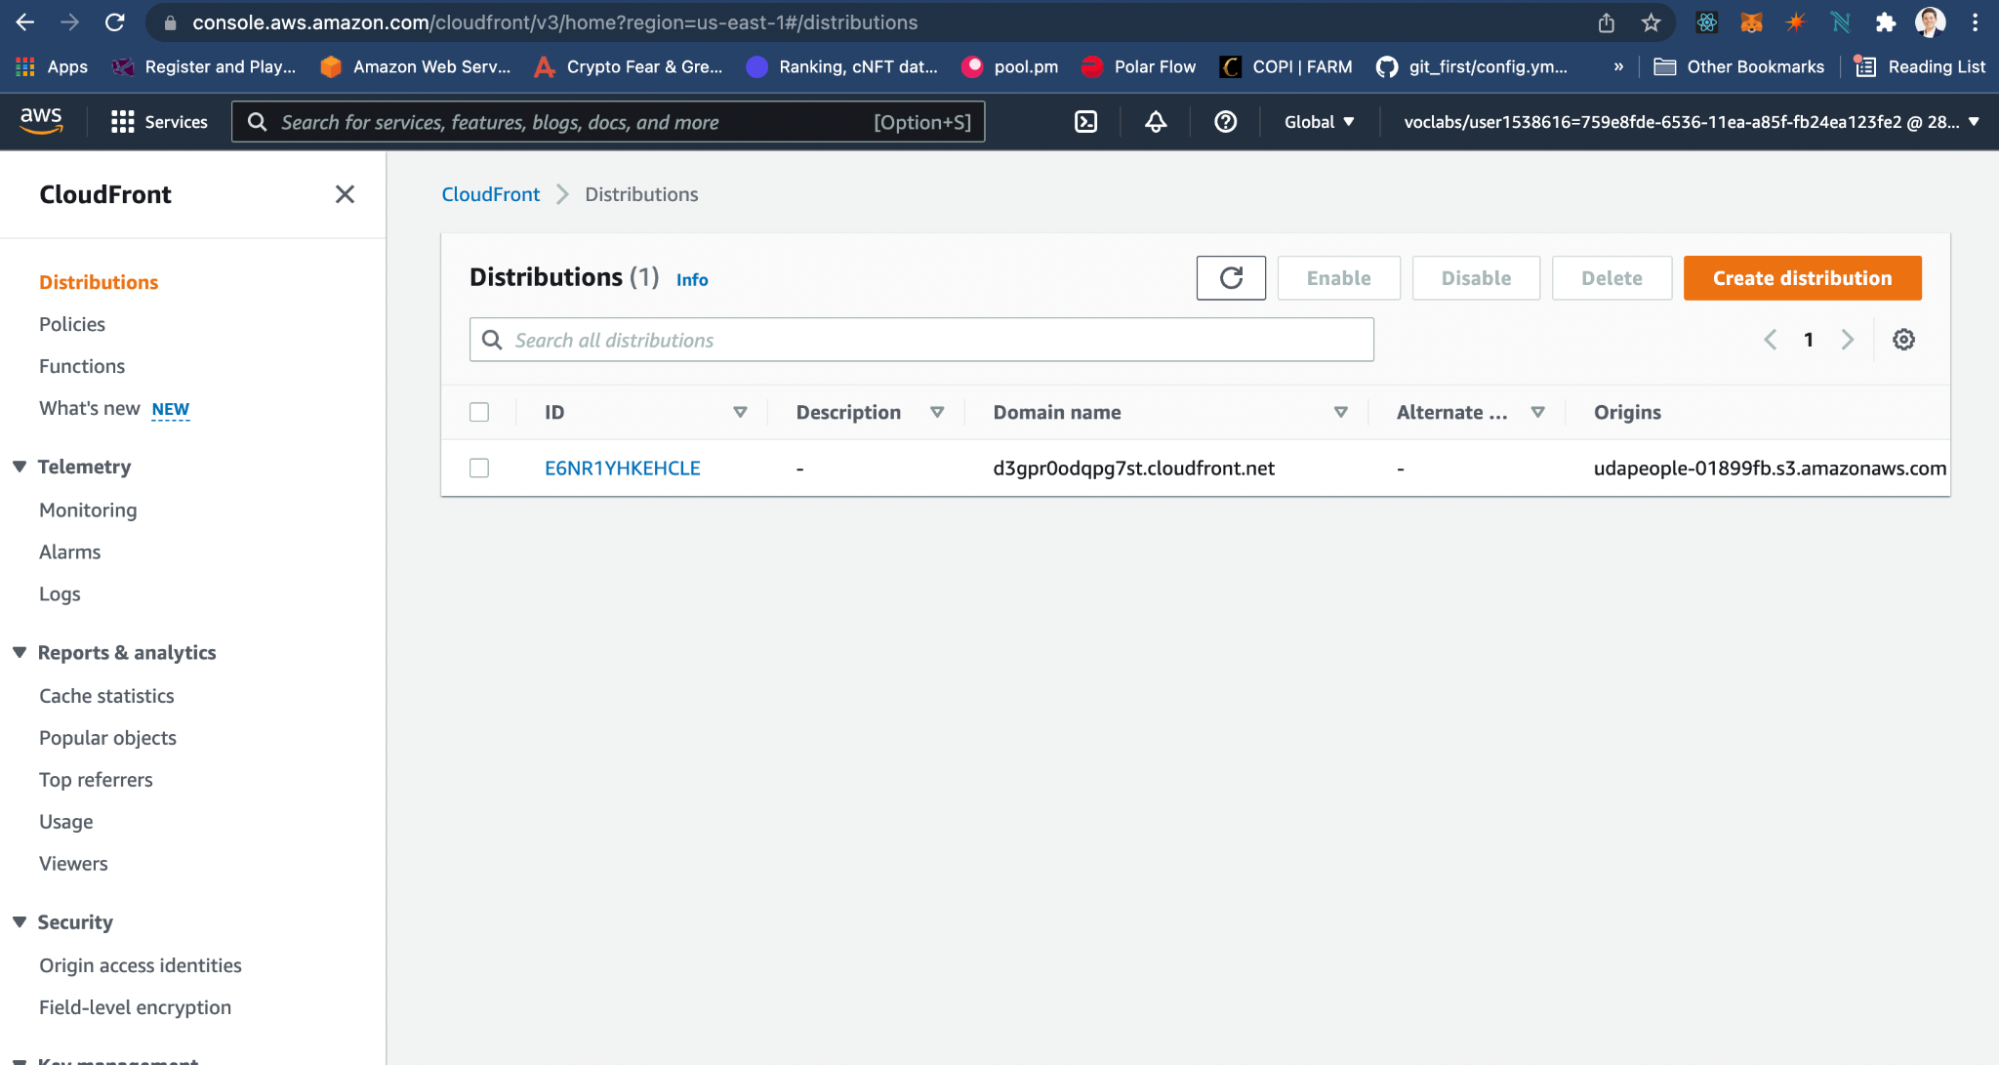 console.aws.amazon.com/cloudfront/v3/home?region=us-east-1#/distributions
Apps Register and Play... Amazon Web Serv... Crypto Fear & Gre... Ranking, cNFT dat... pool.pm Polar Flow COPI | FARM git_first/config.ym... » Other Bookmarks Reading List
aws Services Search for services, features, blogs, docs, and more [Option+S] Global voclabs/user1538616=759e8fde-6536-11ea-a85f-fb24ea123fe2 @ 28...
CloudFront
Distributions
Policies
Functions
What's new NEW
Telemetry
Monitoring
Alarms
Logs
Reports & analytics
Cache statistics
Popular objects
Top referrers
Usage
Viewers
Security
Origin access identities
Field-level encryption
Key management
CloudFront Distributions
Distributions (1) Info Enable Disable Delete Create distribution
Search all distributions 1
ID Description Domain name Alternate ... Origins
E6NR1YHKEHCLE - d3gpr0odqpg7st.cloudfront.net - udapeople-01899fb.s3.amazonaws.com